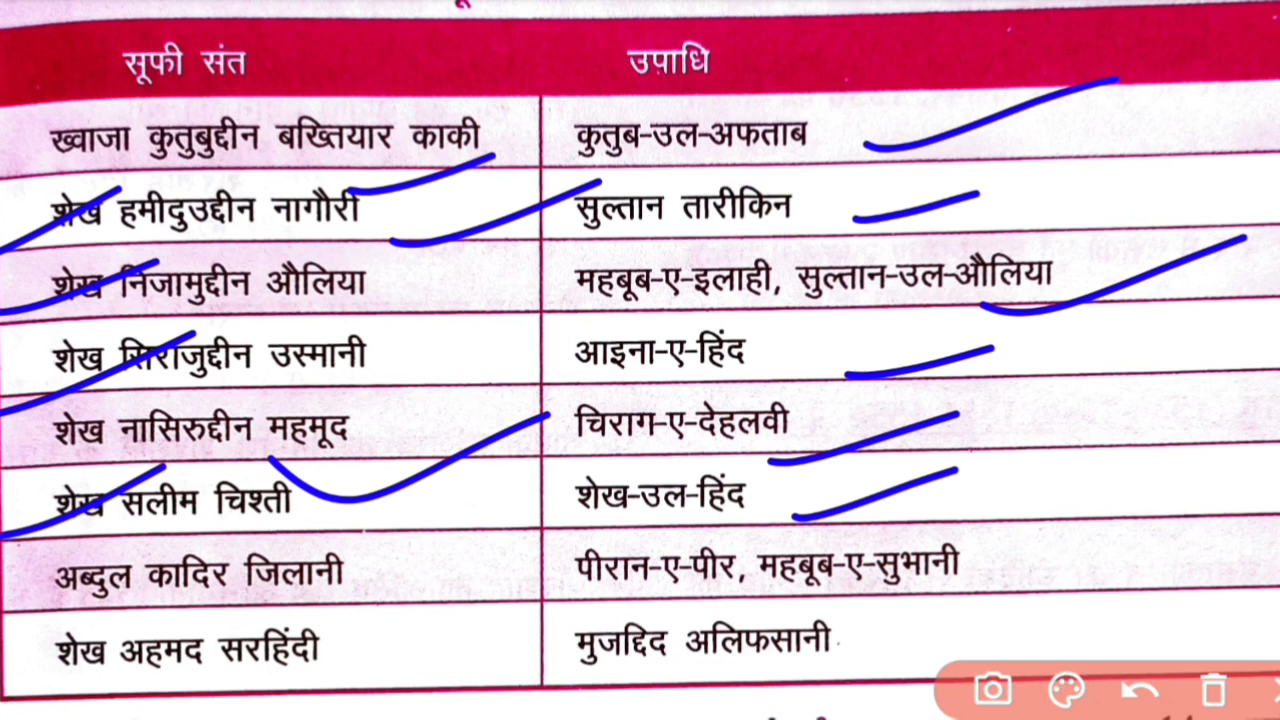 सूफी संत उपाधि
ख्वाजा कुतुबुद्दीन बख्तियार काकी कुतुब-उल-अफताब
शेख हमीदुउद्दीन नागौरी सुल्तान तारीकिन
शेख निजामुद्दीन औलिया महबूब-ए-इलाही, सुल्तान-उल-औलिया
शेख सिराजुद्दीन उस्मानी आइना-ए-हिंद
शेख नासिरुद्दीन महमूद चिराग-ए-देहलवी
शेख सलीम चिश्ती शेख-उल-हिंद
अब्दुल कादिर जिलानी पीरान-ए-पीर, महबूब-ए-सुभानी
शेख अहमद सरहिंदी मुजद्दिद अलिफसानी